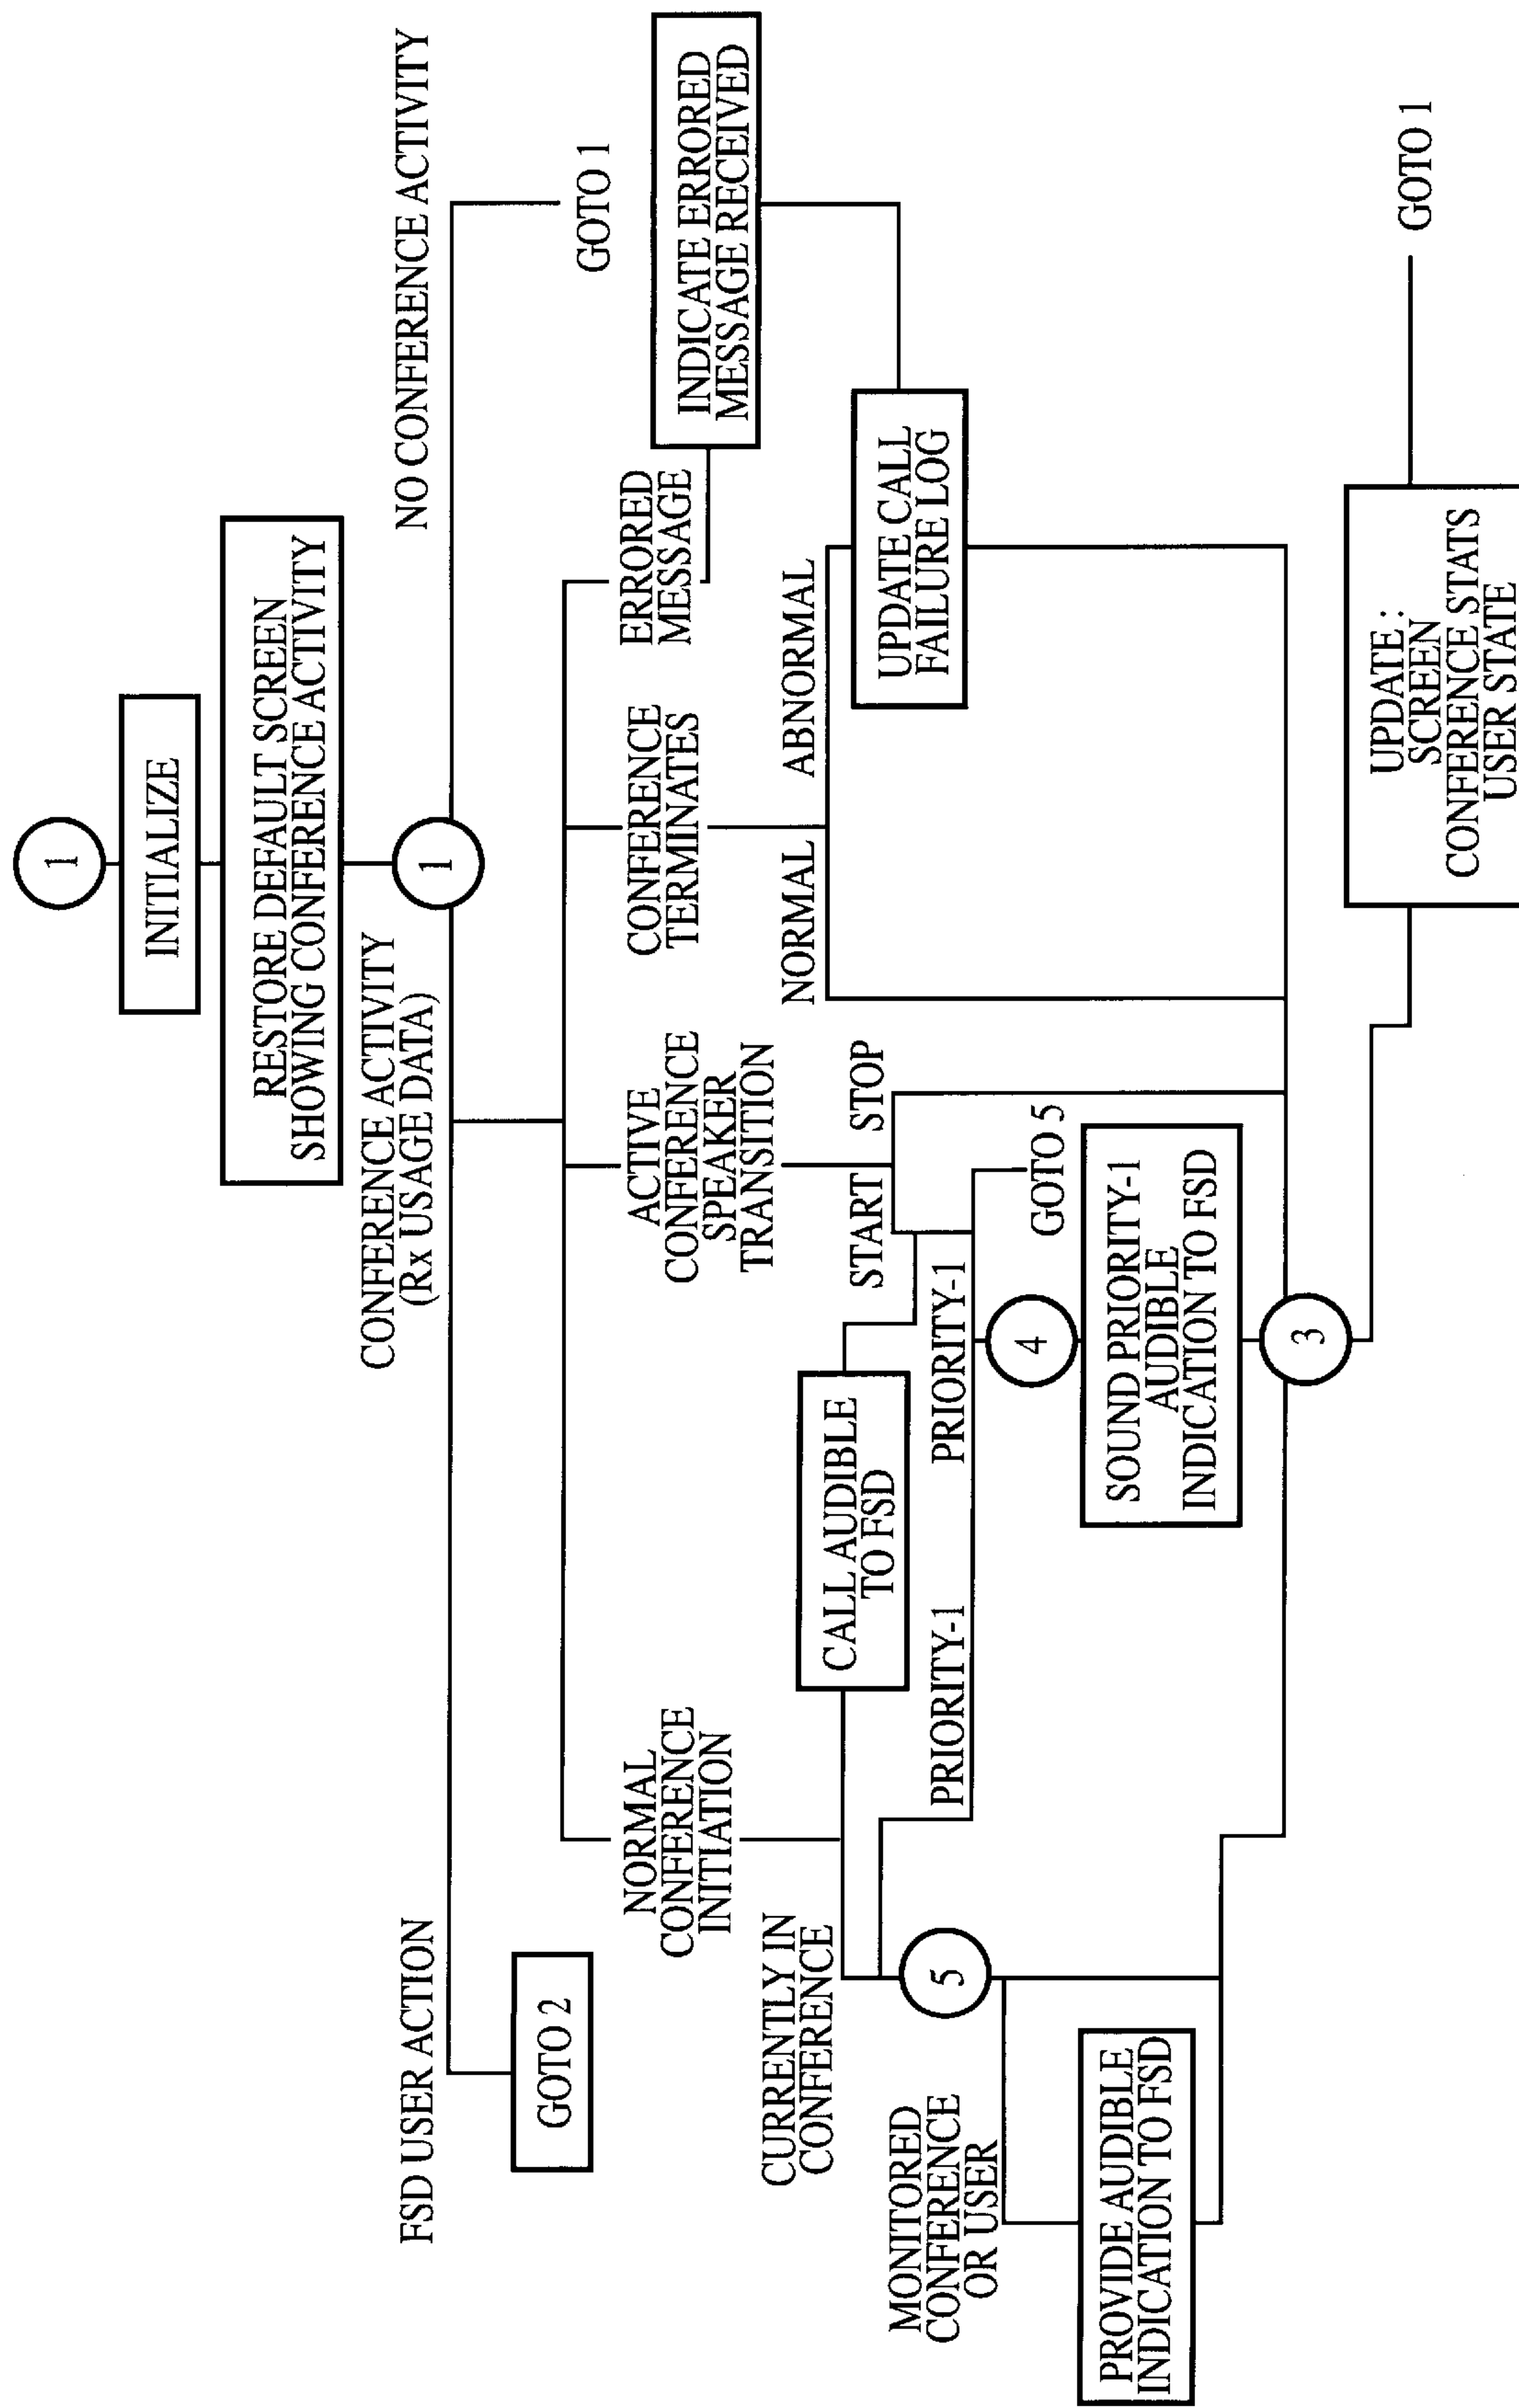 1
INITIALIZE
RESTORE DEFAULT SCREEN
SHOWING CONFERENCE ACTIVITY
1
FSD USER ACTION
CONFERENCE ACTIVITY
(Rx USAGE DATA)
NO CONFERENCE ACTIVITY
GOTO 2
GOTO 1
NORMAL
CONFERENCE
INITIATION
ACTIVE
CONFERENCE
SPEAKER
TRANSITION
CONFERENCE
TERMINATES
ERRORED
MESSAGE
INDICATE ERRORED
MESSAGE RECEIVED
CURRENTLY IN
CONFERENCE
CALL AUDIBLE
TO FSD
START
STOP
NORMAL
ABNORMAL
UPDATE CALL
FAILURE LOG
MONITORED
CONFERENCE
OR USER
5
PRIORITY-1
PRIORITY-1
4
GOTO 5
PROVIDE AUDIBLE
INDICATION TO FSD
SOUND PRIORITY-1
AUDIBLE
INDICATION TO FSD
3
UPDATE :
SCREEN
CONFERENCE STATS
USER STATE
GOTO 1